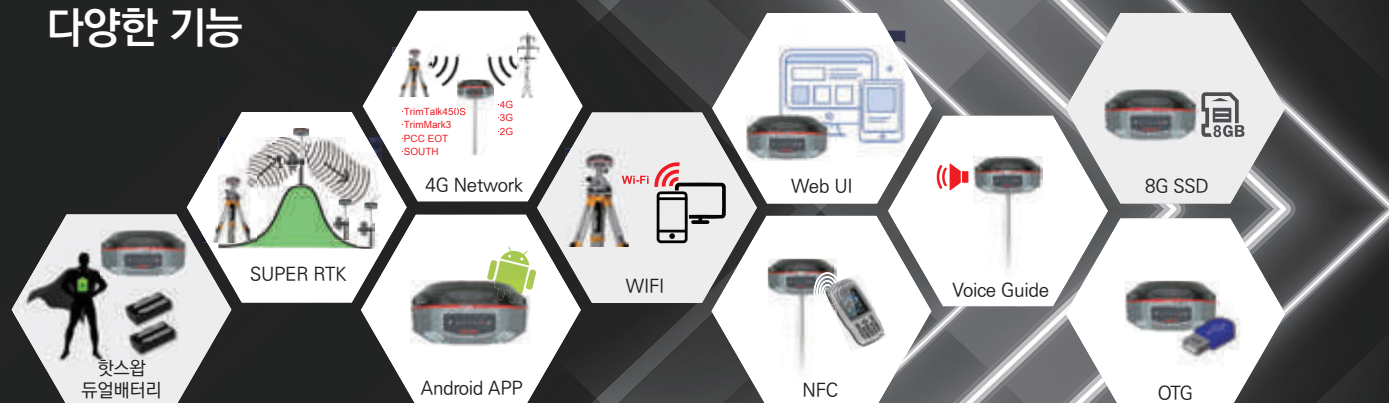 다양한 기능
·TrimTalk450S
·TrimMark3
·PCC EOT
·SOUTH
·4G
·3G
·2G
4G Network
SUPER RTK
핫스왑
듀얼배터리
Android APP
Wi-Fi
WIFI
Web UI
NFC
Voice Guide
8GB
8G SSD
OTG